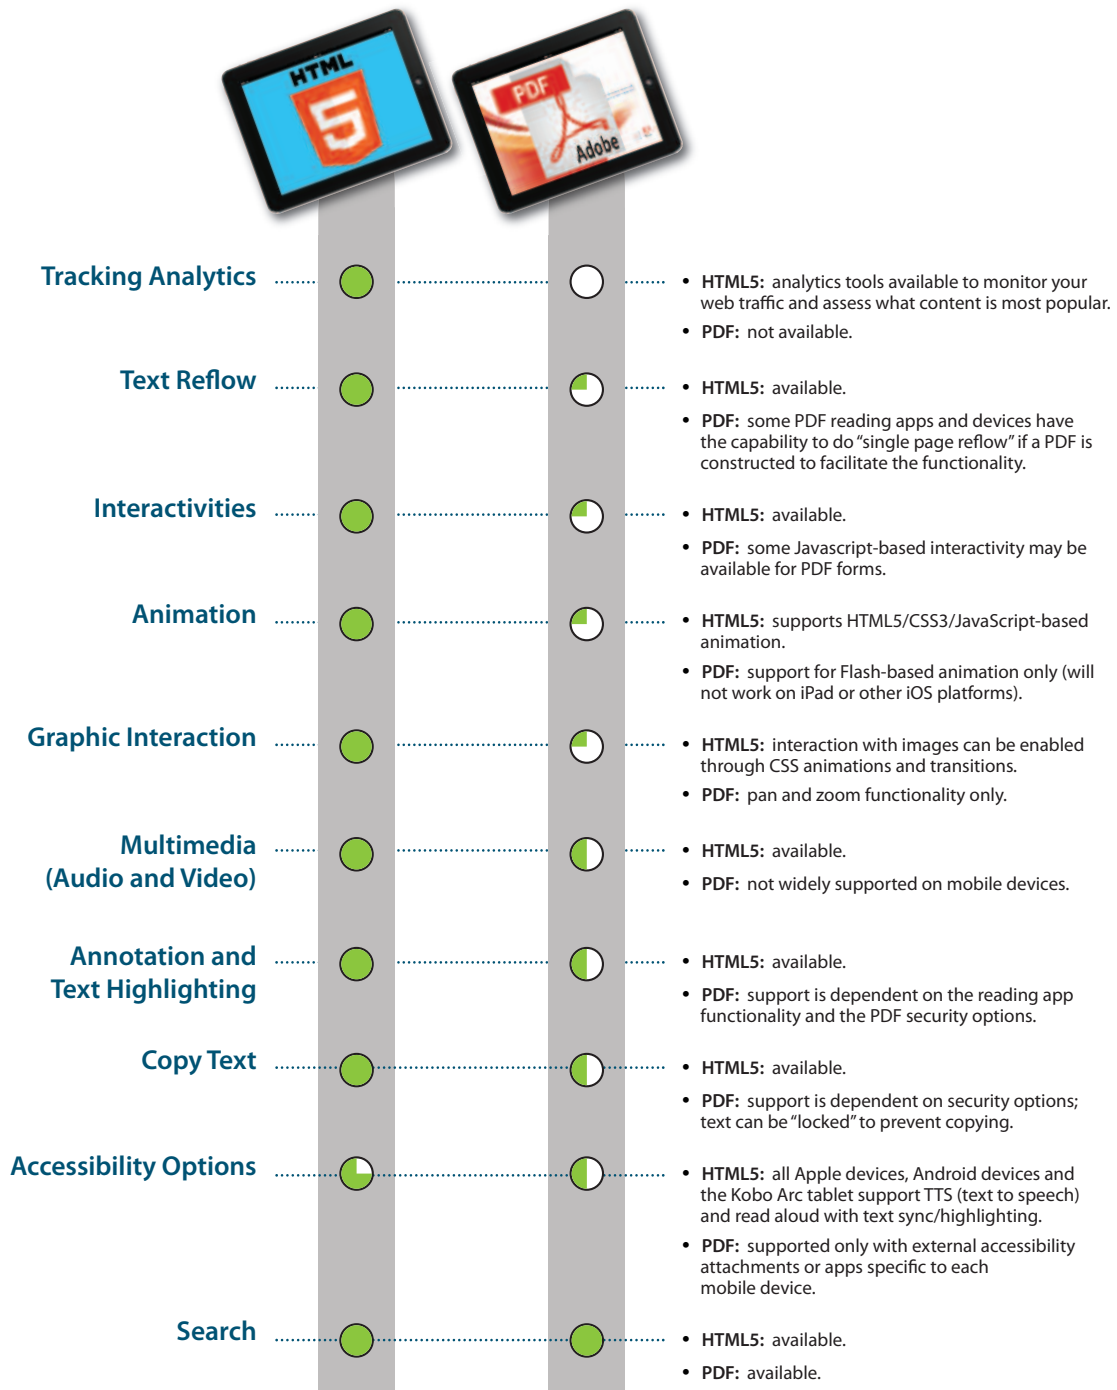 HTML
5
PDF
Adobe
Tracking Analytics
• HTML5: analytics tools available to monitor your
web traffic and assess what content is most popular.
• PDF: not available.
Text Reflow
• HTML5: available.
• PDF: some PDF reading apps and devices have
the capability to do “single page reflow” if a PDF is
constructed to facilitate the functionality.
Interactivities
• HTML5: available.
• PDF: some Javascript-based interactivity may be
available for PDF forms.
Animation
• HTML5: supports HTML5/CSS3/JavaScript-based
animation.
• PDF: support for Flash-based animation only (will
not work on iPad or other iOS platforms).
Graphic Interaction
• HTML5: interaction with images can be enabled
through CSS animations and transitions.
• PDF: pan and zoom functionality only.
Multimedia
(Audio and Video)
• HTML5: available.
• PDF: not widely supported on mobile devices.
Annotation and
Text Highlighting
• HTML5: available.
• PDF: support is dependent on the reading app
functionality and the PDF security options.
Copy Text
• HTML5: available.
• PDF: support is dependent on security options;
text can be “locked” to prevent copying.
Accessibility Options
• HTML5: all Apple devices, Android devices and
the Kobo Arc tablet support TTS (text to speech)
and read aloud with text sync/highlighting.
• PDF: supported only with external accessibility
attachments or apps specific to each
mobile device.
Search
• HTML5: available.
• PDF: available.